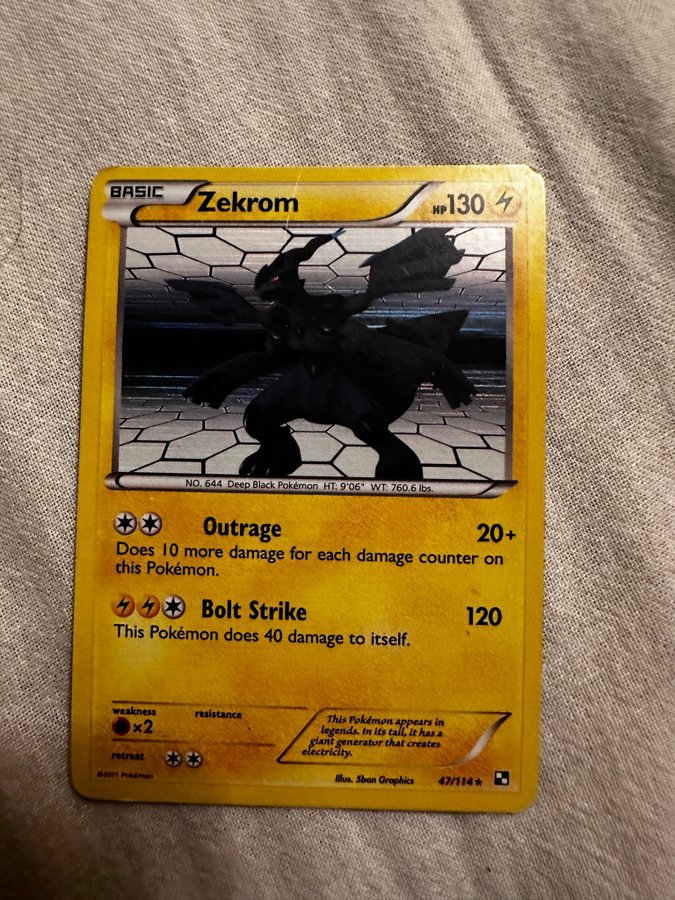 BASIC Zekrom HP130
NO. 644 Deep Black Pokémon HT: 9'06" WT: 760.6 lbs.
Outrage 20+
Does 10 more damage for each damage counter on
this Pokémon.
Bolt Strike 120
This Pokémon does 40 damage to itself.
weakness resistance
×2
retreat
This Pokémon appears in
legends. In its tail, it has a
giant generator that creates
electricity.
©2011 Pokémon Illus. 5ban Graphics 47/114★